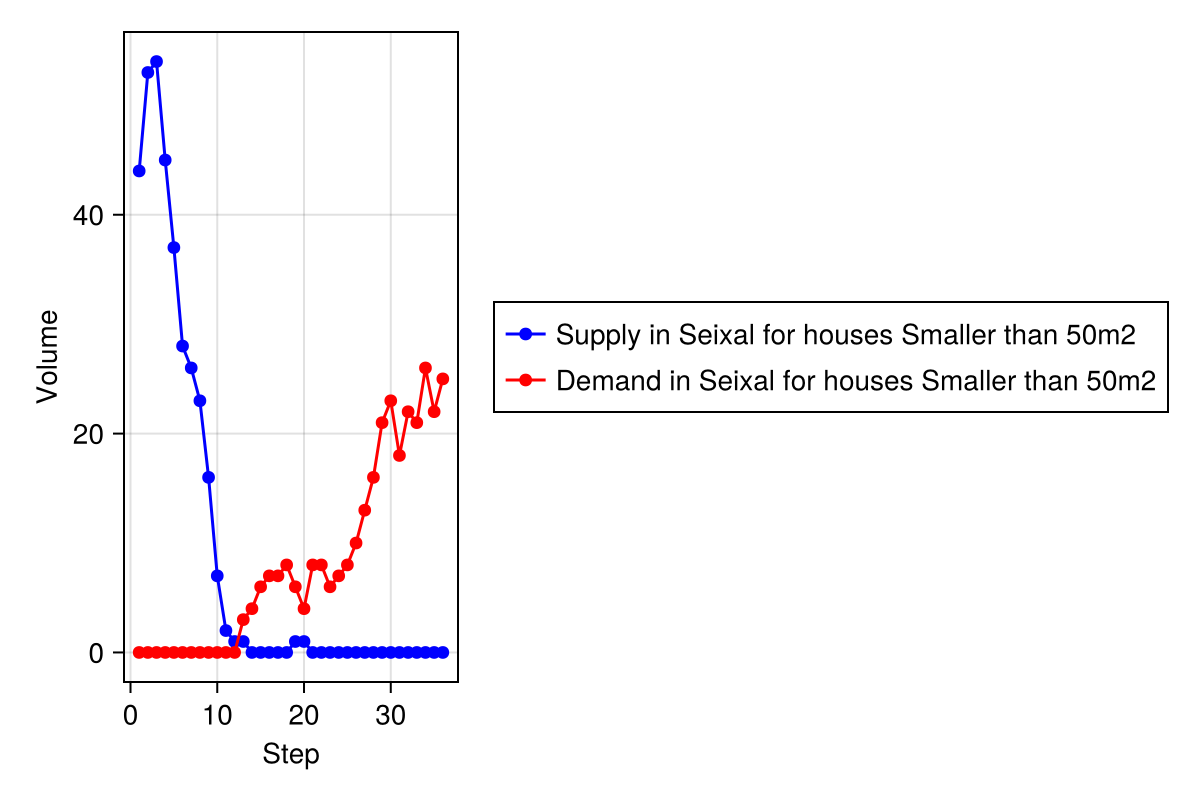 Volume
40
20
0
0 10 20 30
Step
Supply in Seixal for houses Smaller than 50m2
Demand in Seixal for houses Smaller than 50m2